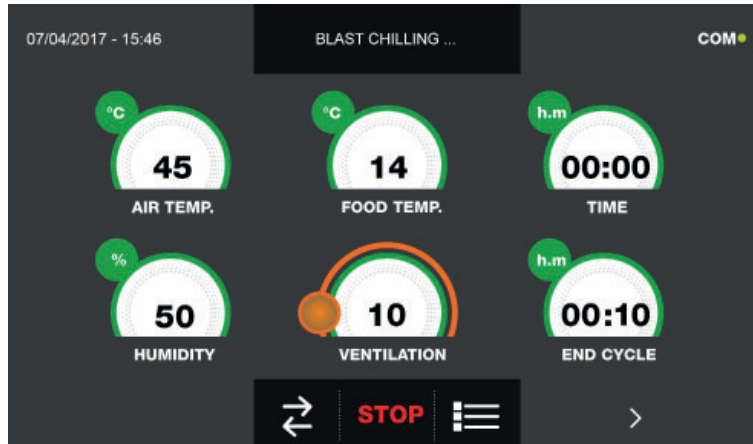 07/04/2017 - 15:46
BLAST CHILLING ...
COM
°C
45
AIR TEMP.
°C
14
FOOD TEMP.
h.m
00:00
TIME
%
50
HUMIDITY
10
VENTILATION
h.m
00:10
END CYCLE
STOP